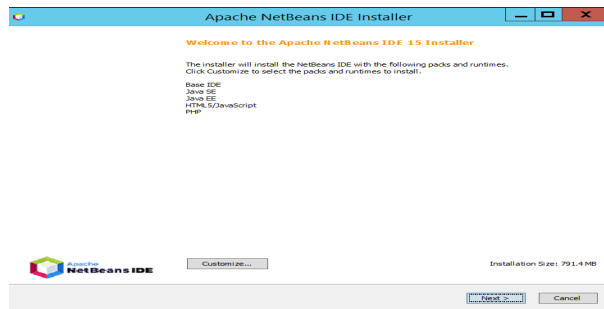 Apache NetBeans IDE Installer
Welcome to the Apache NetBeans IDE 15 Installer
The installer will install the NetBeans IDE with the following packs and runtimes.
Click Customize to select the packs and runtimes to install.
Base IDE
Java SE
Java EE
HTML5/JavaScript
PHP
Apache
NetBeans IDE
Customize...
Installation Size: 791.4 MB
Next >
Cancel